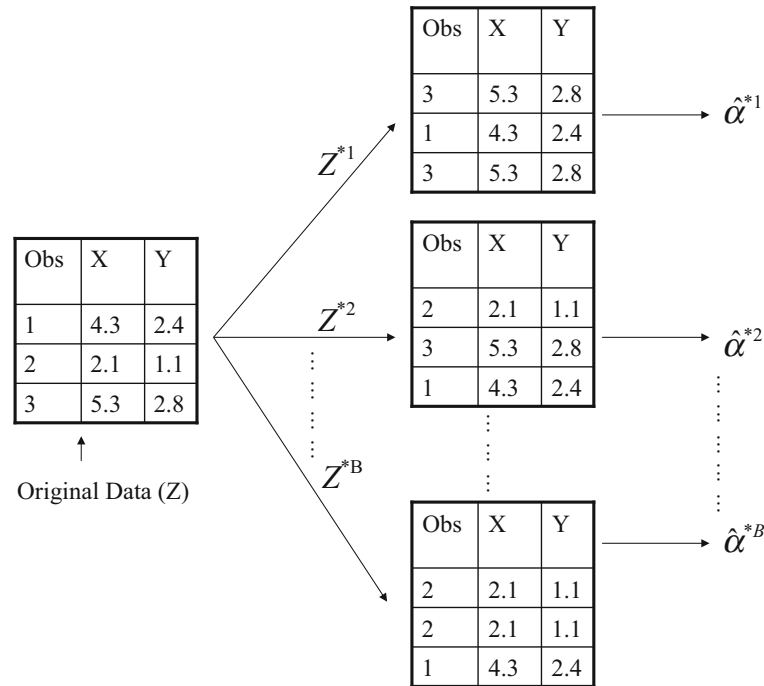 Obs X Y
3 5.3 2.8
1 4.3 2.4
3 5.3 2.8
α̂*1
Z*1
Obs X Y
1 4.3 2.4
2 2.1 1.1
3 5.3 2.8
Original Data (Z)
Z*2
Obs X Y
2 2.1 1.1
3 5.3 2.8
1 4.3 2.4
α̂*2
Z*B
Obs X Y
2 2.1 1.1
2 2.1 1.1
1 4.3 2.4
α̂*B